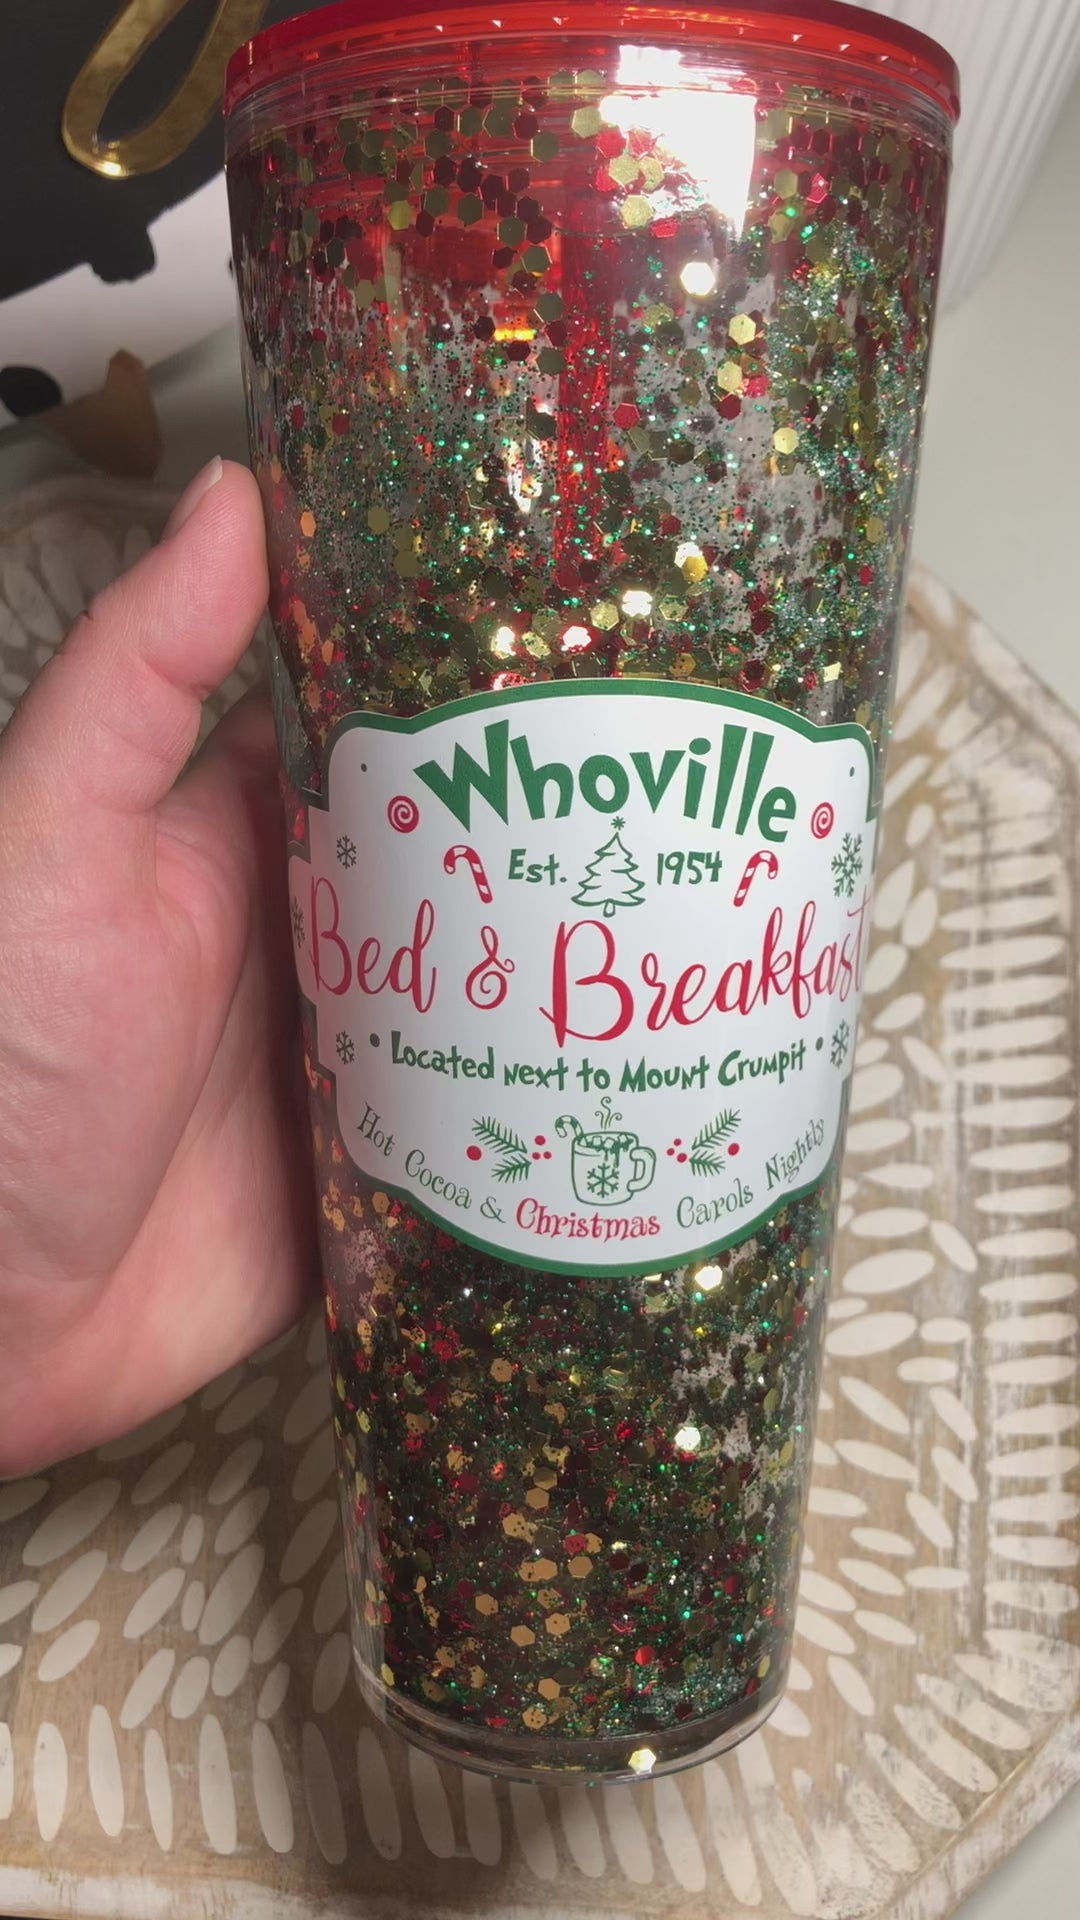 Whoville
Est. 1954
Bed & Breakfast
• Located next to Mount Crumpit •
Hot Cocoa & Christmas Carols Nightly